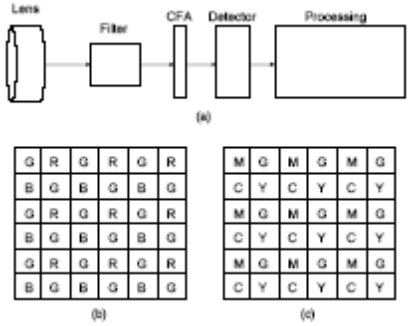 Lens
Filter
CFA
Detector
Processing
(a)
G R G R G R
B G B G B G
G R G R G R
B G B G B G
G R G R G R
B G B G B G
(b)
M G M G M G
C Y C Y C Y
M G M G M G
C Y C Y C Y
M G M G M G
C Y C Y C Y
(c)